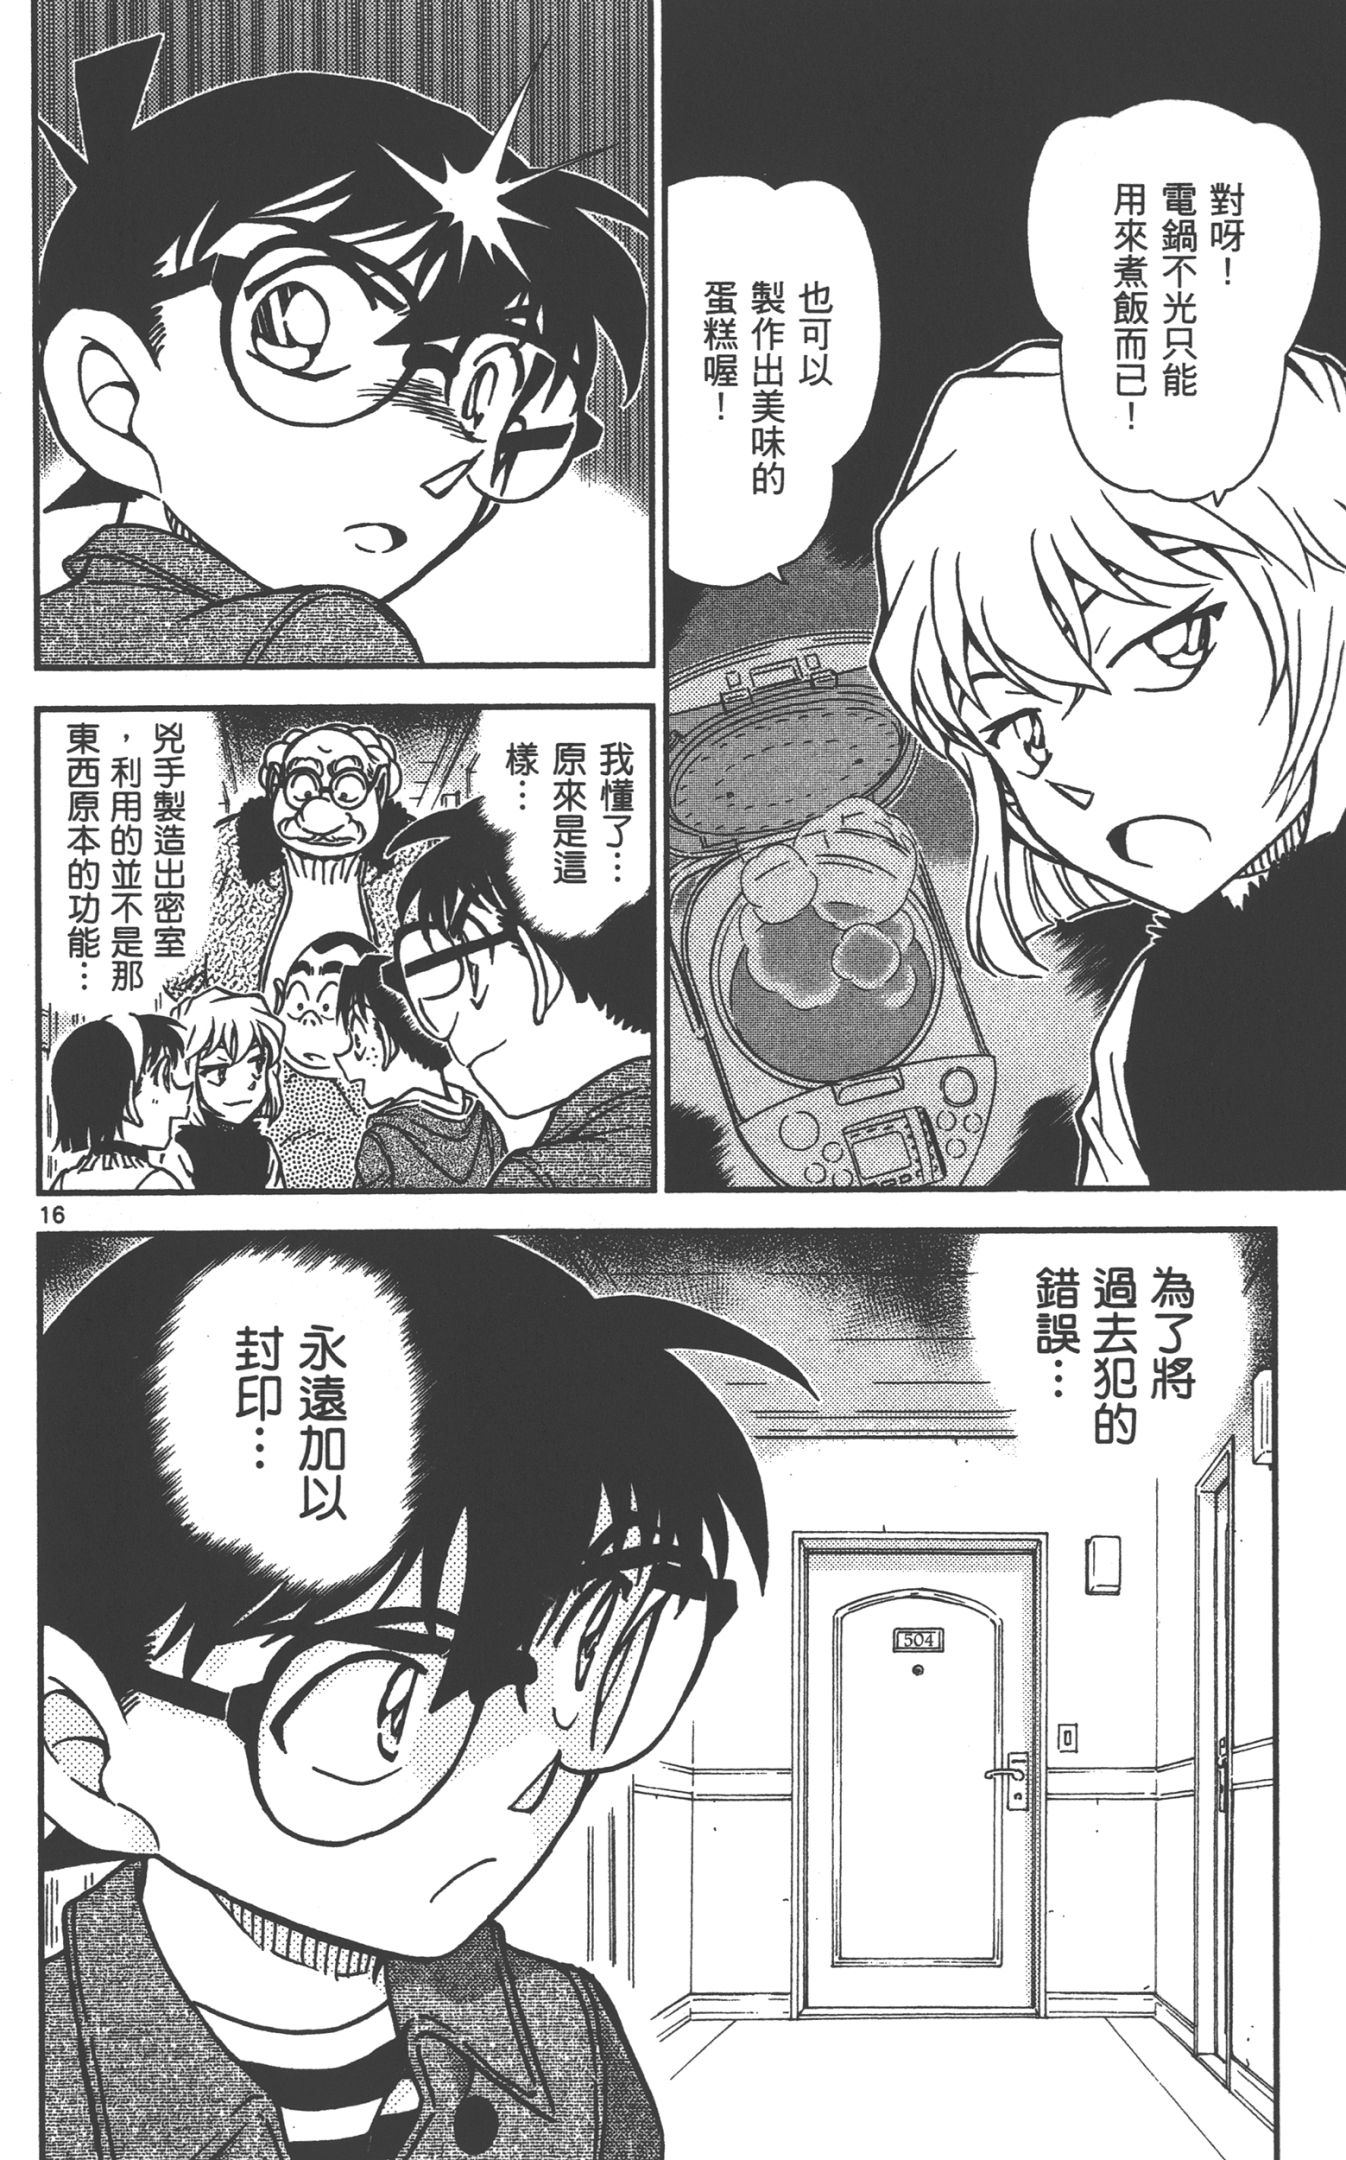 對呀！
電鍋不光只能
用來煮飯而已！
也可以
製作出美味的
蛋糕喔！
我懂了…
原來是這
樣…
兇手製造出密室
，利用的並不是那
東西原本的功能…
16
為了將
過去犯的
錯誤…
504
永遠加以
封印…